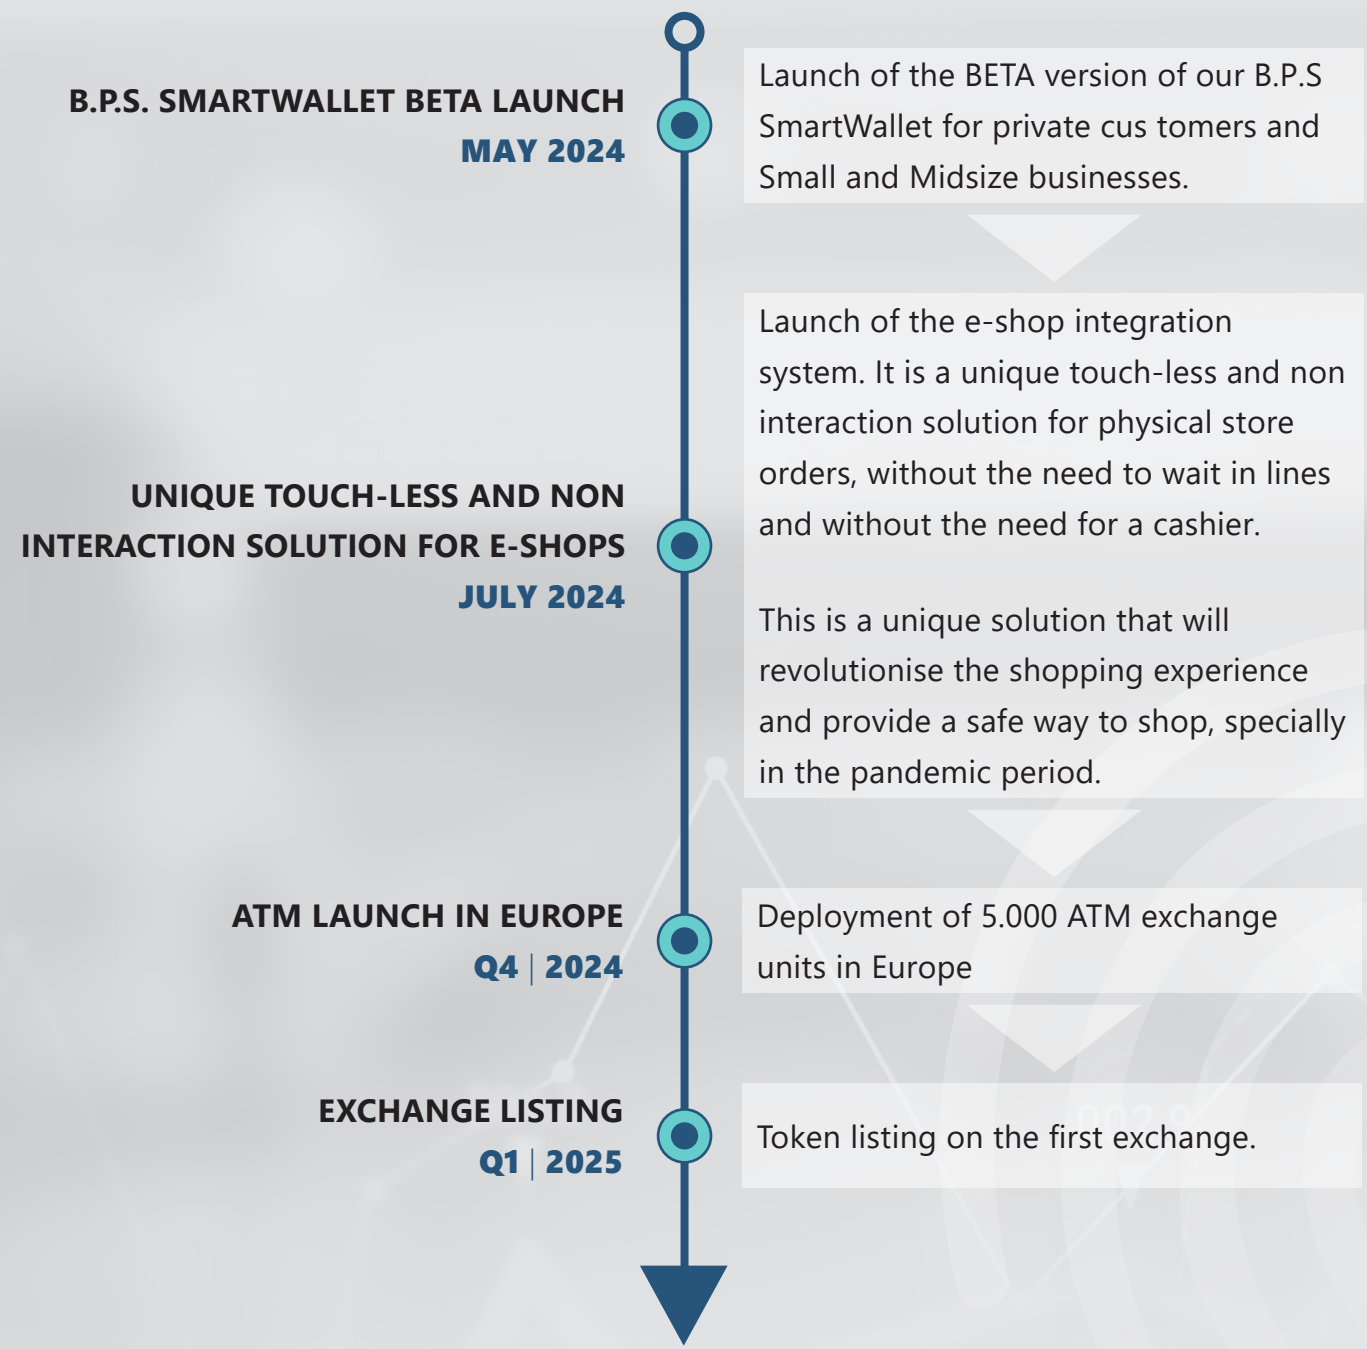 B.P.S. SMARTWALLET BETA LAUNCH
MAY 2024
Launch of the BETA version of our B.P.S
SmartWallet for private cus tomers and
Small and Midsize businesses.
UNIQUE TOUCH-LESS AND NON
INTERACTION SOLUTION FOR E-SHOPS
JULY 2024
Launch of the e-shop integration
system. It is a unique touch-less and non
interaction solution for physical store
orders, without the need to wait in lines
and without the need for a cashier.
This is a unique solution that will
revolutionise the shopping experience
and provide a safe way to shop, specially
in the pandemic period.
ATM LAUNCH IN EUROPE
Q4 | 2024
Deployment of 5.000 ATM exchange
units in Europe
EXCHANGE LISTING
Q1 | 2025
Token listing on the first exchange.